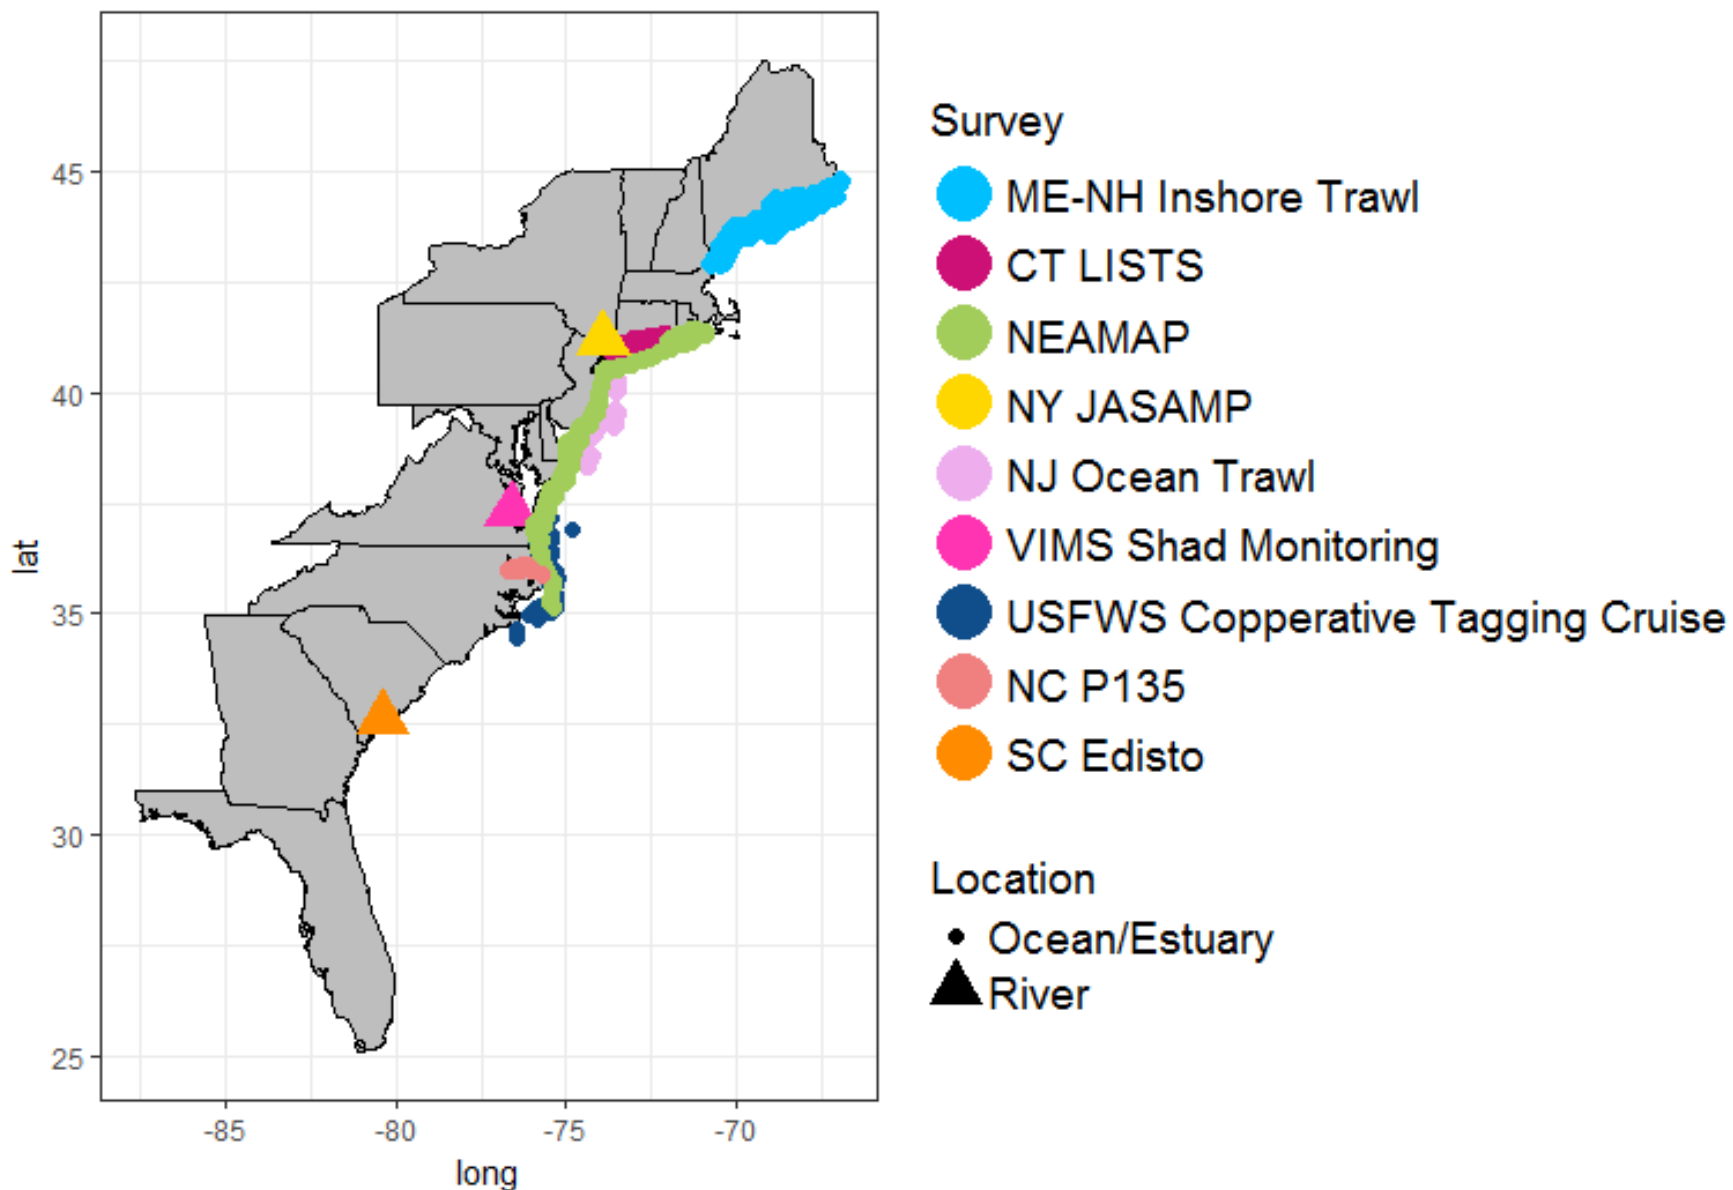 Survey
ME-NH Inshore Trawl
CT LISTS
NEAMAP
NY JASAMP
NJ Ocean Trawl
VIMS Shad Monitoring
USFWS Copperative Tagging Cruise
NC P135
SC Edisto
Location
Ocean/Estuary
River
lat
45
40
35
30
25
-85
-80
-75
-70
long